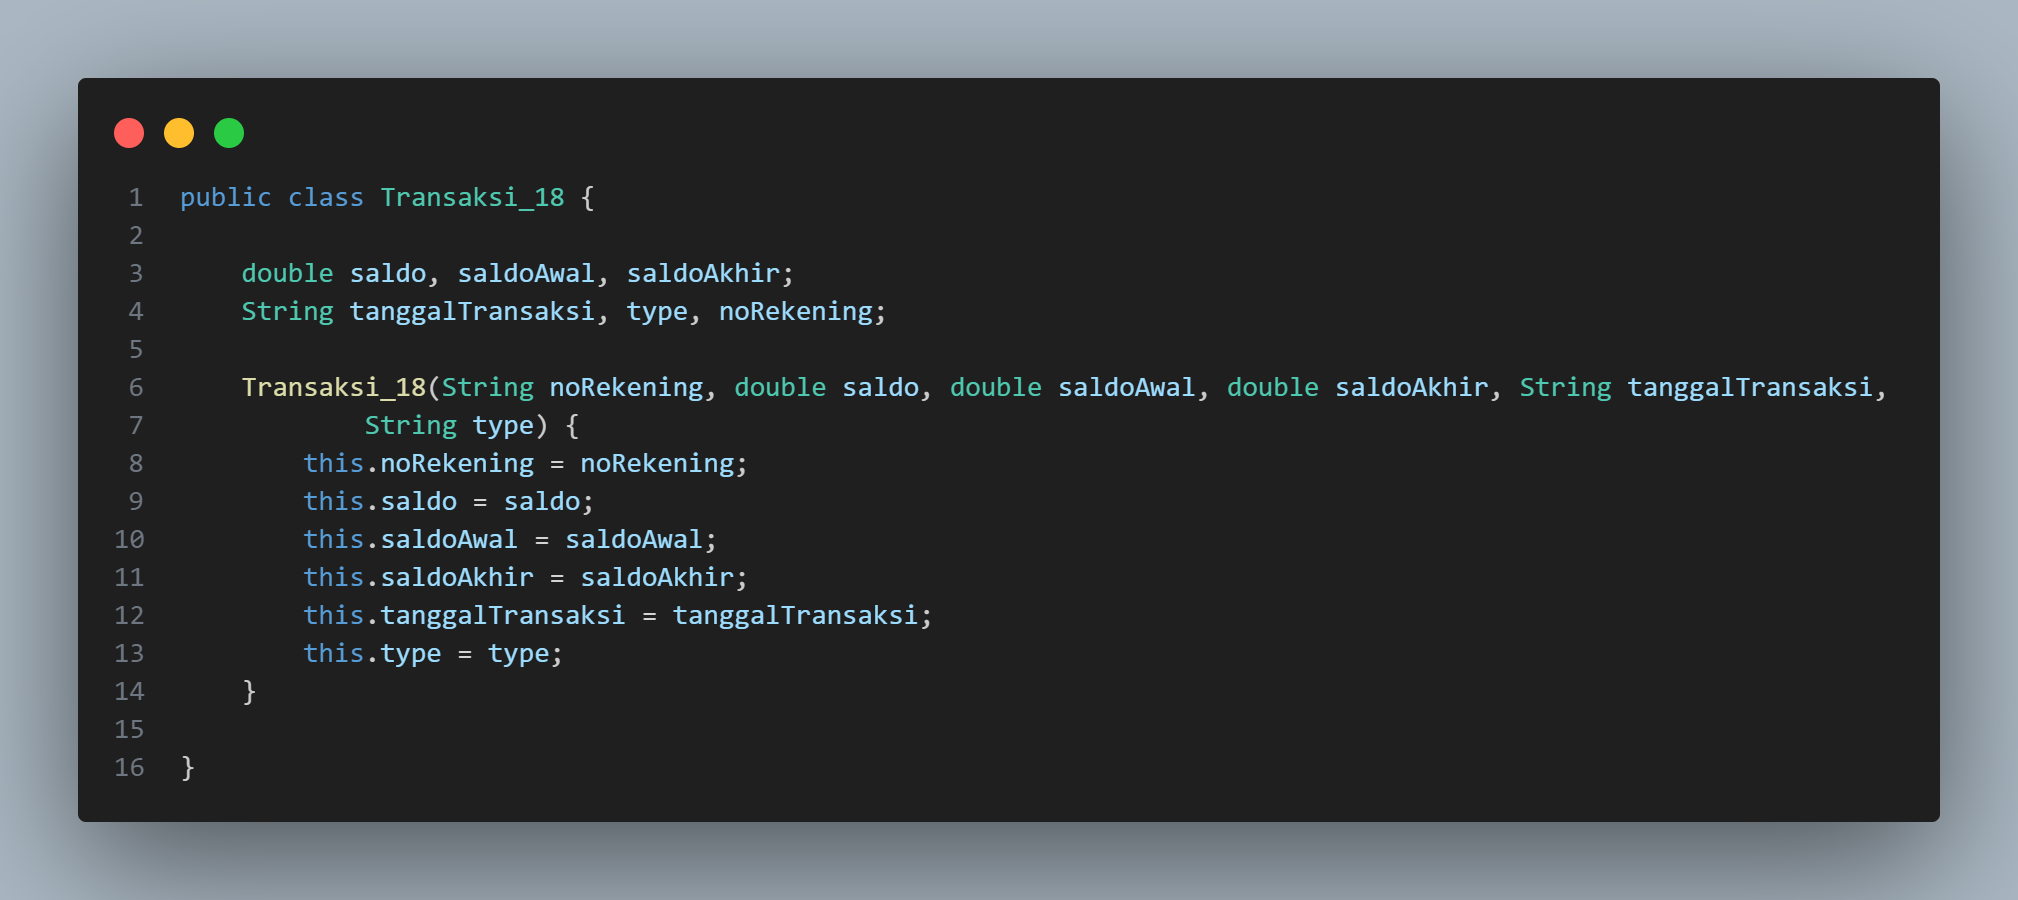 1 public class Transaksi_18 {
2
3 double saldo, saldoAwal, saldoAkhir;
4 String tanggalTransaksi, type, noRekening;
5
6 Transaksi_18(String noRekening, double saldo, double saldoAwal, double saldoAkhir, String tanggalTransaksi,
7 String type) {
8 this.noRekening = noRekening;
9 this.saldo = saldo;
10 this.saldoAwal = saldoAwal;
11 this.saldoAkhir = saldoAkhir;
12 this.tanggalTransaksi = tanggalTransaksi;
13 this.type = type;
14 }
15
16 }